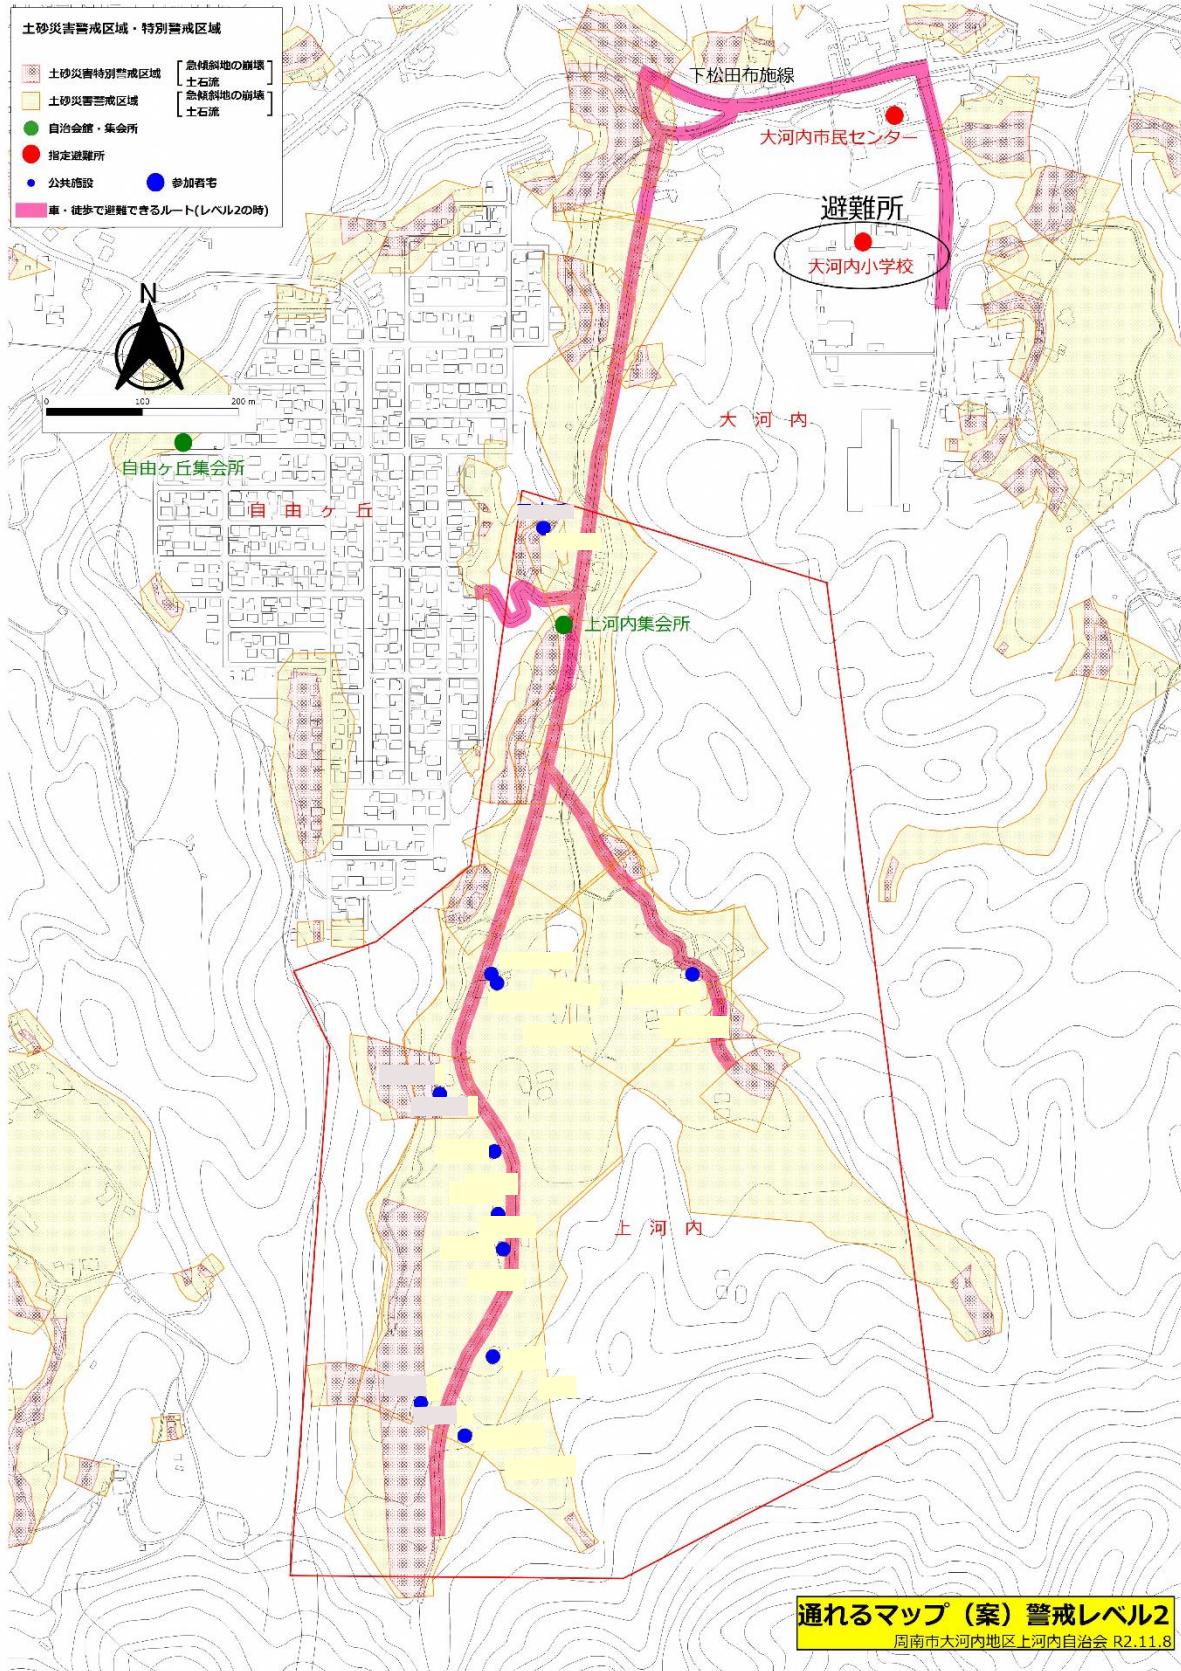 土砂災害警戒区域・特別警戒区域
土砂災害特別警戒区域 [急傾斜地の崩壊
土石流]
土砂災害警戒区域 [急傾斜地の崩壊
土石流]
自治会館・集会所
指定避難所
公共施設 参加者宅
車・徒歩で避難できるルート(レベル2の時)
下松田布施線
大河内市民センター
避難所
大河内小学校
N
0 100 200 m
大河内
自由ヶ丘集会所
自由ヶ丘
上河内集会所
上河内
通れるマップ（案）警戒レベル2
周南市大河内地区上河内自治会 R2.11.8